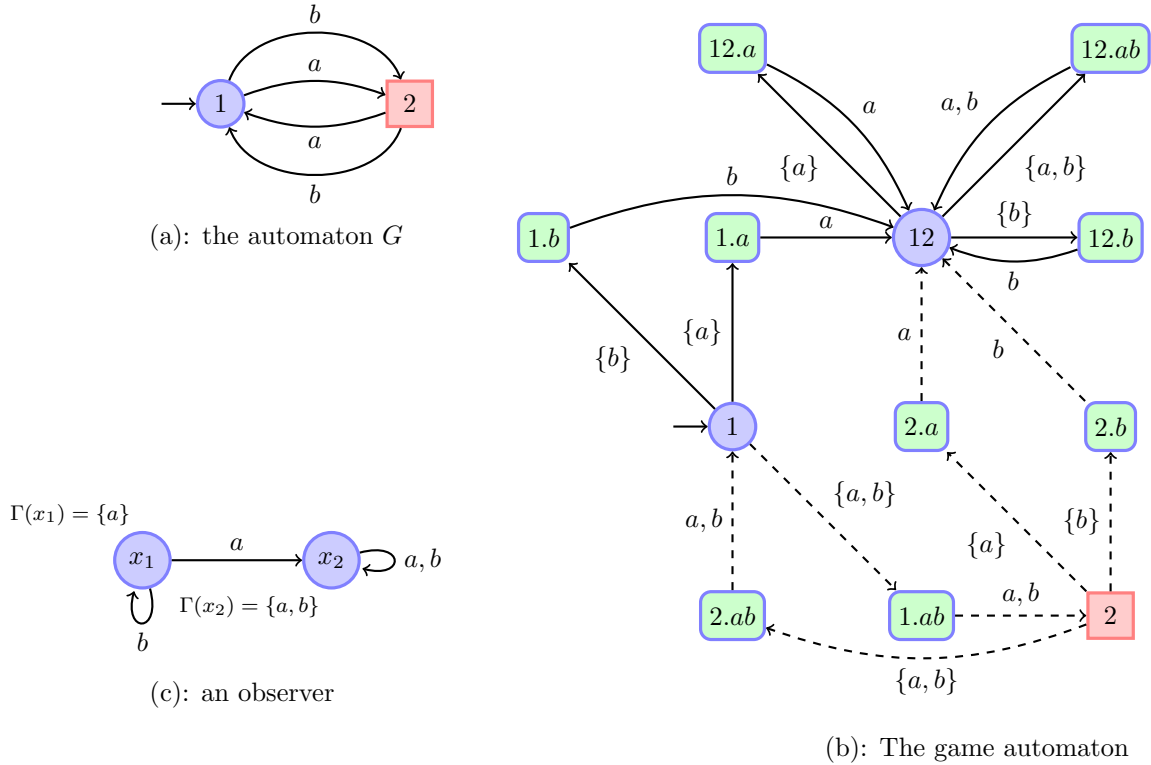 b
a
1
2
a
b
(a): the automaton G
12.a
12.ab
a
a, b
{a}
{a, b}
b
1.b
1.a
a
12
{b}
12.b
b
{b}
{a}
a
b
1
2.a
2.b
{a, b}
a, b
{a}
{b}
2.ab
1.ab
a, b
2
{a, b}
(b): The game automaton
Γ(x1) = {a}
x1
a
x2
a, b
Γ(x2) = {a, b}
b
(c): an observer